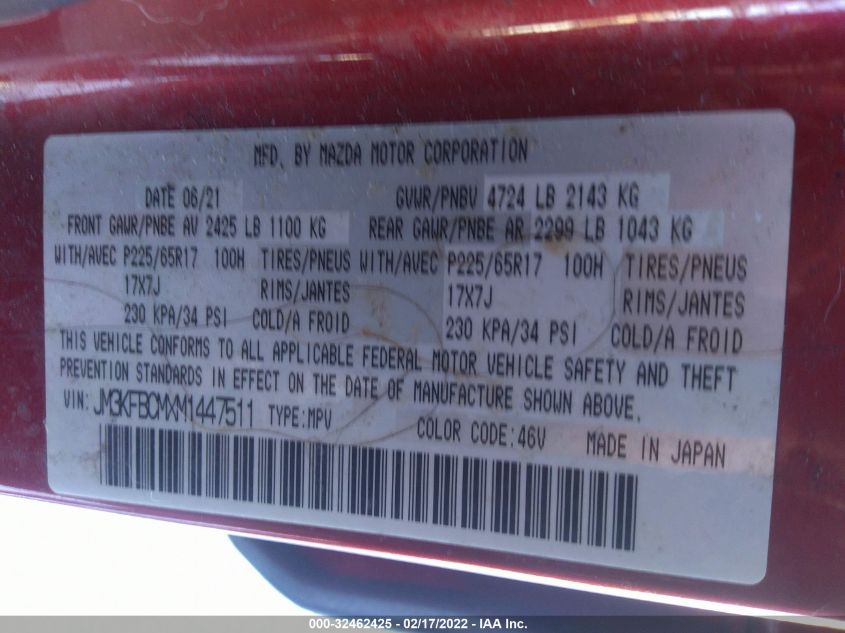 MFD. BY MAZDA MOTOR CORPORATION
DATE 06/21 GVWR/PNBV 4724 LB 2143 KG
FRONT GAWR/PNBE AV 2425 LB 1100 KG REAR GAWR/PNBE AR 2299 LB 1043 KG
WITH/AVEC P225/65R17 100H TIRES/PNEUS WITH/AVEC P225/65R17 100H TIRES/PNEUS
17X7J RIMS/JANTES 17X7J RIMS/JANTES
230 KPA/34 PSI COLD/A FROID 230 KPA/34 PSI COLD/A FROID
THIS VEHICLE CONFORMS TO ALL APPLICABLE FEDERAL MOTOR VEHICLE SAFETY AND THEFT
PREVENTION STANDARDS IN EFFECT ON THE DATE OF MANUFACTURE SHOWN ABOVE.
VIN: JM3KFBCMXM1447511 TYPE:MPV COLOR CODE:46V MADE IN JAPAN
000-32462425 - 02/17/2022 - IAA Inc.